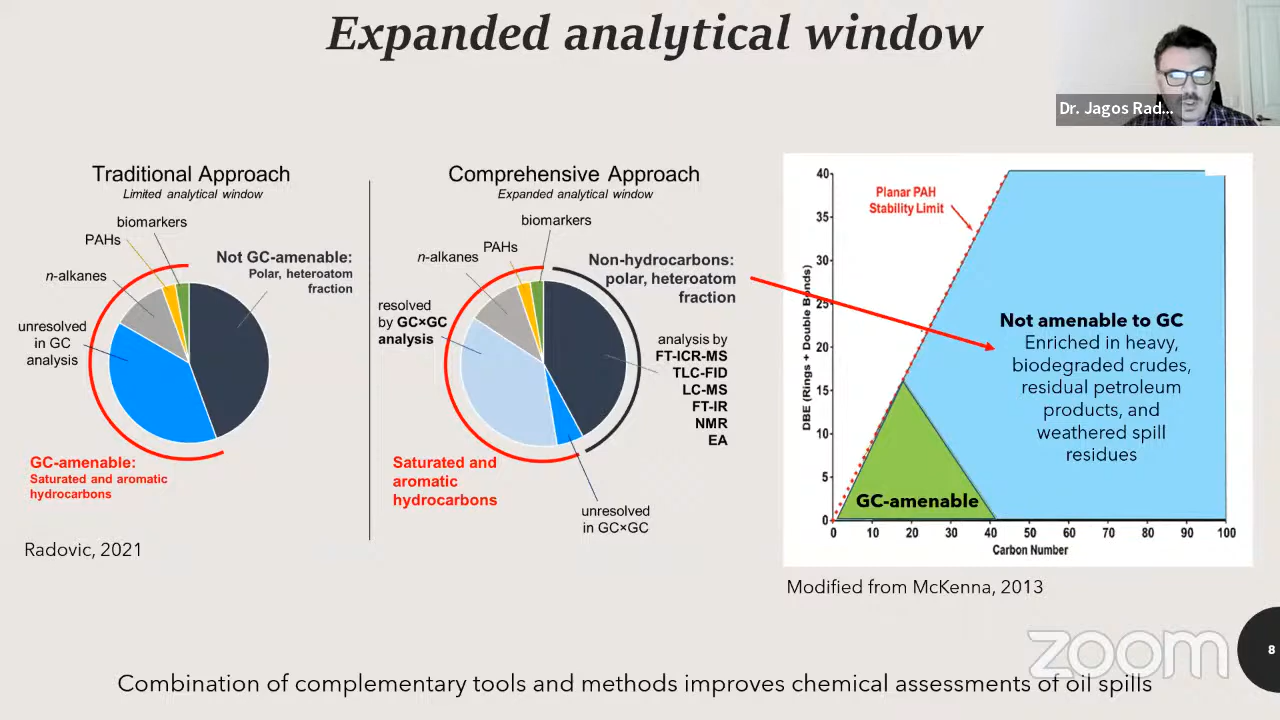 Expanded analytical window
Dr. Jagos Rad...
Traditional Approach
Limited analytical window
biomarkers
PAHs
n-alkanes
unresolved
in GC
analysis
Not GC-amenable:
Polar, heteroatom
fraction
GC-amenable:
Saturated and aromatic
hydrocarbons
Radovic, 2021
Comprehensive Approach
Expanded analytical window
biomarkers
PAHs
n-alkanes
resolved
by GC×GC
analysis
Non-hydrocarbons:
polar, heteroatom
fraction
analysis by
FT-ICR-MS
TLC-FID
LC-MS
FT-IR
NMR
EA
Saturated and
aromatic
hydrocarbons
unresolved
in GC×GC
Planar PAH
Stability Limit
DBE (Rings + Double Bonds)
40
35
30
25
20
15
10
5
0
Not amenable to GC
Enriched in heavy,
biodegraded crudes,
residual petroleum
products, and
weathered spill
residues
GC-amenable
0 10 20 30 40 50 60 70 80 90 100
Carbon Number
Modified from McKenna, 2013
zoom
8
Combination of complementary tools and methods improves chemical assessments of oil spills